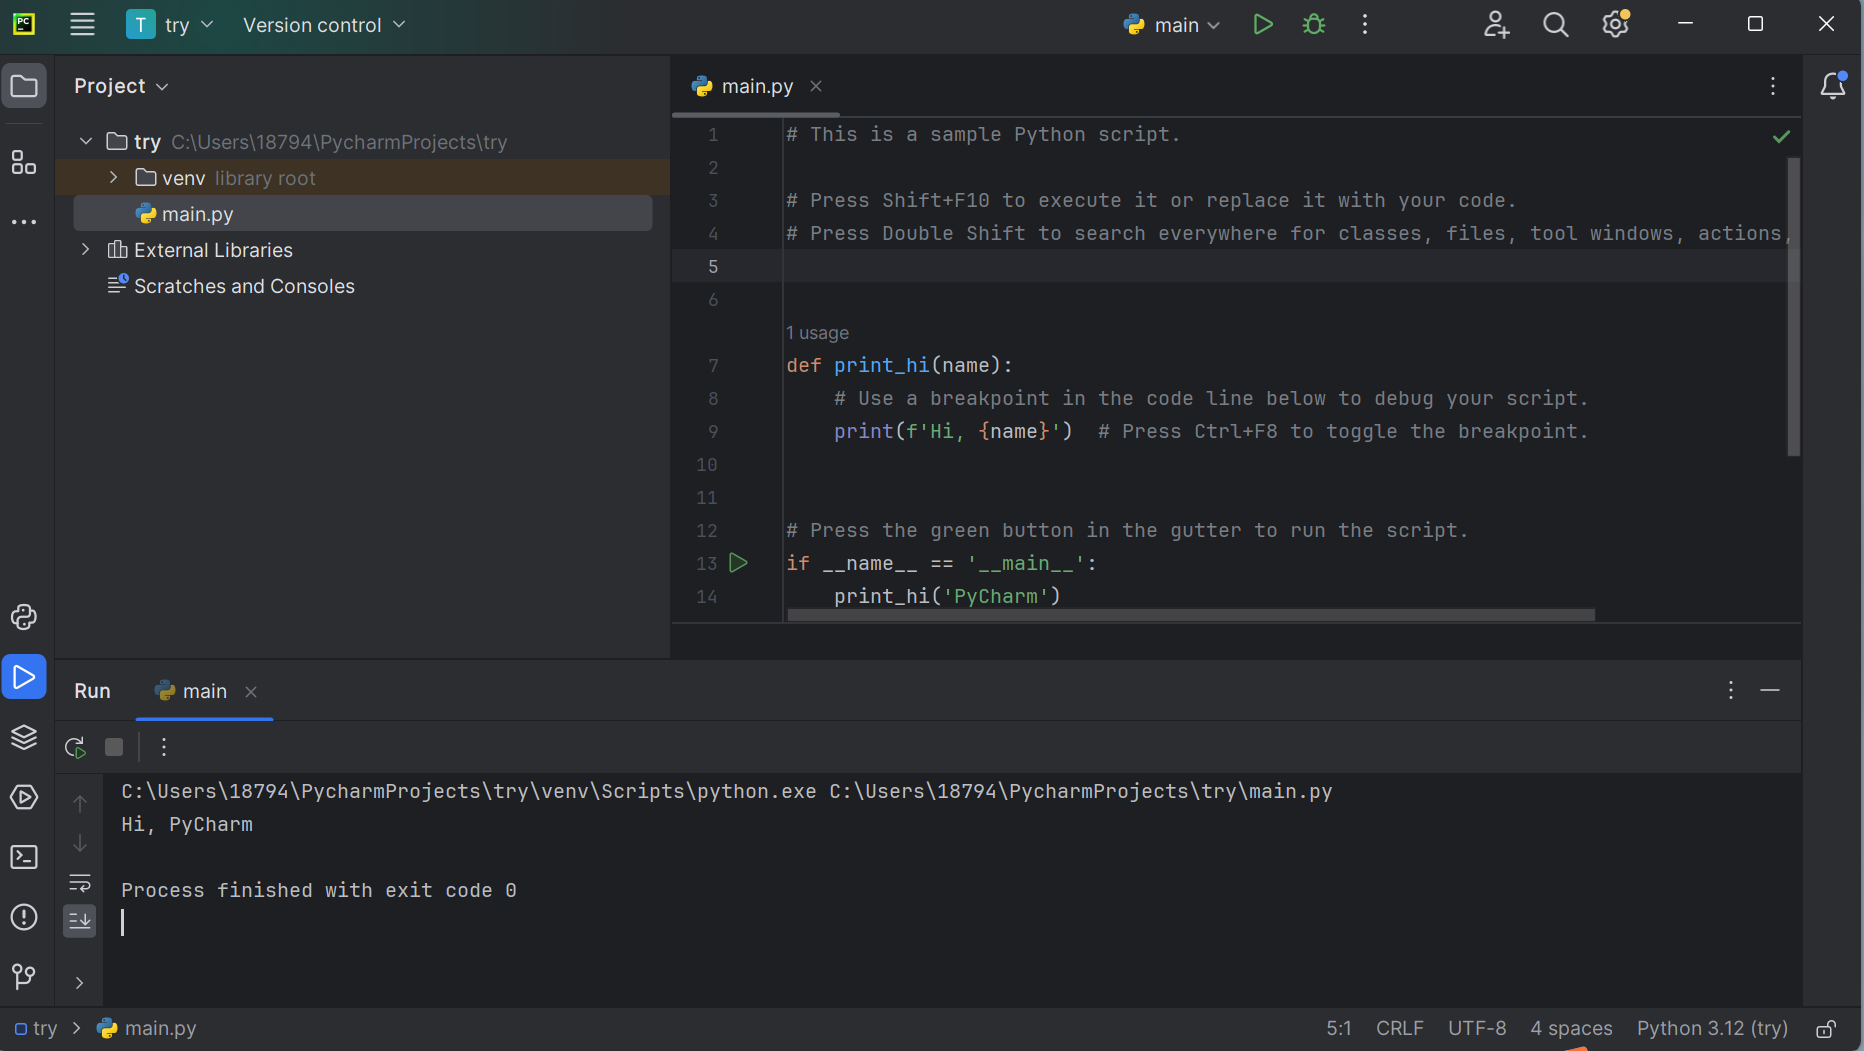 PC
T try Version control main
Project
try C:\Users\18794\PycharmProjects\try
venv library root
main.py
External Libraries
Scratches and Consoles
main.py
1 # This is a sample Python script.
2
3 # Press Shift+F10 to execute it or replace it with your code.
4 # Press Double Shift to search everywhere for classes, files, tool windows, actions,
5
6
1 usage
7 def print_hi(name):
8 # Use a breakpoint in the code line below to debug your script.
9 print(f'Hi, {name}')  # Press Ctrl+F8 to toggle the breakpoint.
10
11
12 # Press the green button in the gutter to run the script.
13 if __name__ == '__main__':
14 print_hi('PyCharm')
Run main
C:\Users\18794\PycharmProjects\try\venv\Scripts\python.exe C:\Users\18794\PycharmProjects\try\main.py
Hi, PyCharm
Process finished with exit code 0
try > main.py 5:1 CRLF UTF-8 4 spaces Python 3.12 (try)